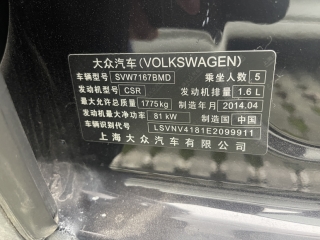 大众汽车(VOLKSWAGEN)
车辆型号 SVW7167BMD 乘坐人数 5
发动机型号 CSR 发动机排量 1.6 L
最大允许总质量 1775 kg 制造年月 2014.04
发动机最大净功率 81 kW 制造国 中国
车辆识别代号 LSVNV4181E2099911
上海大众汽车有限公司